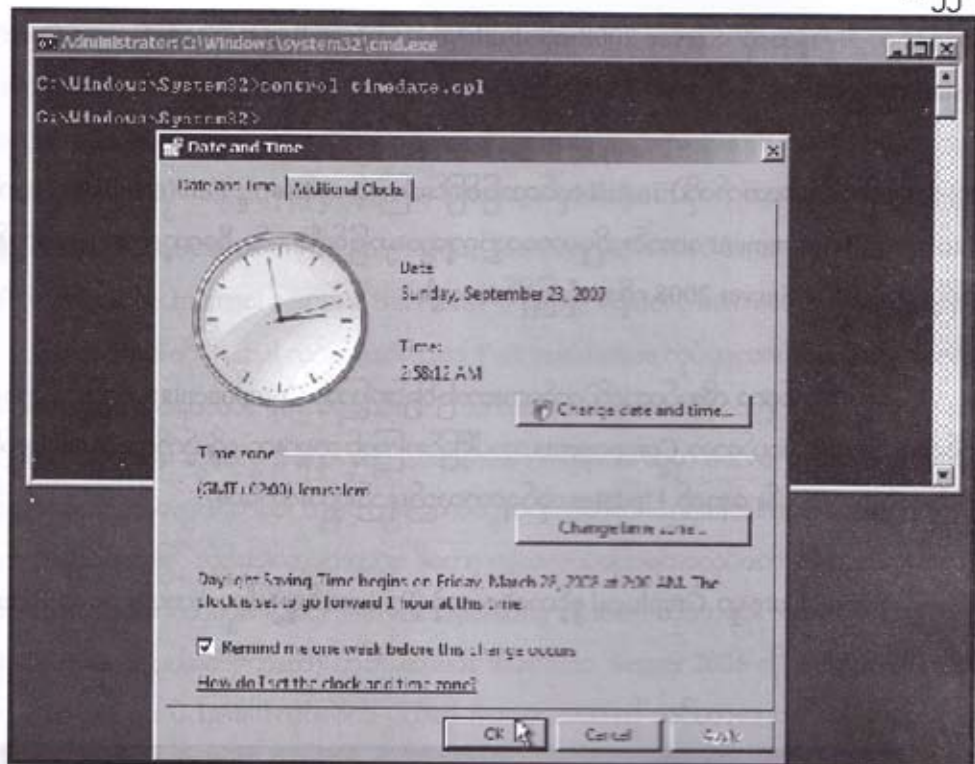 Administrator: C:\Windows\system32\cmd.exe
C:\Windows\System32>control timedate.cpl
C:\Windows\System32>
Date and Time
Date and Time Additional Clocks
Date:
Sunday, September 23, 2007
Time:
2:58:12 AM
Change date and time...
Time zone
(GMT+02:00) Jerusalem
Change time zone...
Daylight Saving Time begins on Friday, March 28, 2008 at 2:00 AM. The
clock is set to go forward 1 hour at this time.
Remind me one week before this change occurs
How do I set the clock and time zone?
OK Cancel Apply